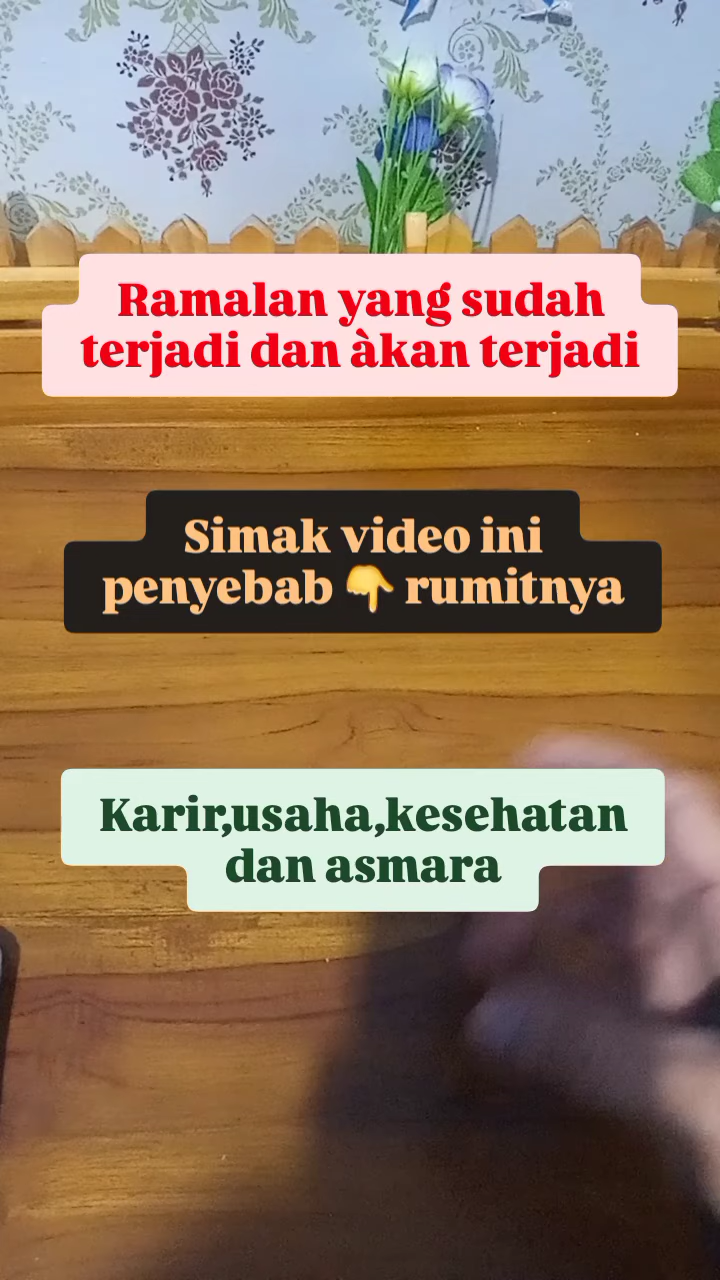 Ramalan yang sudah
terjadi dan àkan terjadi
Simak video ini
penyebab 👇 rumitnya
Karir,usaha,kesehatan
dan asmara